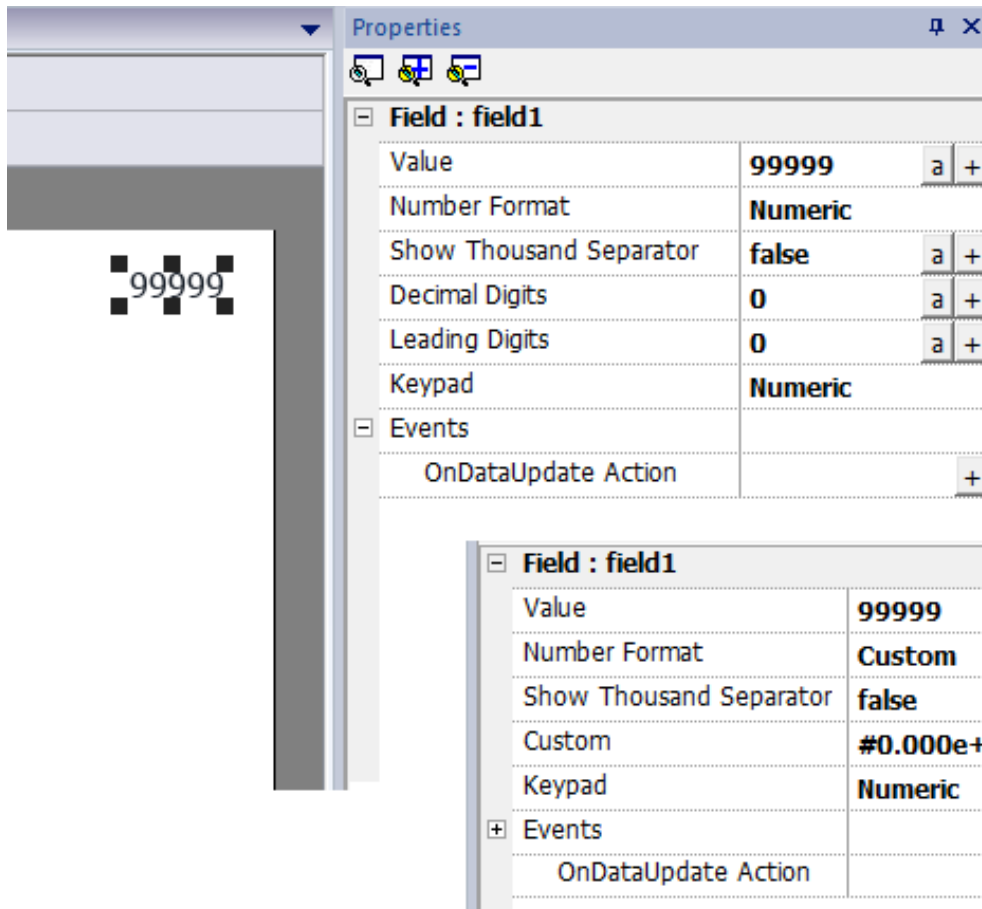 Properties
Field : field1
Value 99999 a +
Number Format Numeric
Show Thousand Separator false a +
Decimal Digits 0 a +
Leading Digits 0 a +
Keypad Numeric
Events
OnDataUpdate Action +
99999
Field : field1
Value 99999
Number Format Custom
Show Thousand Separator false
Custom #0.000e+
Keypad Numeric
Events
OnDataUpdate Action